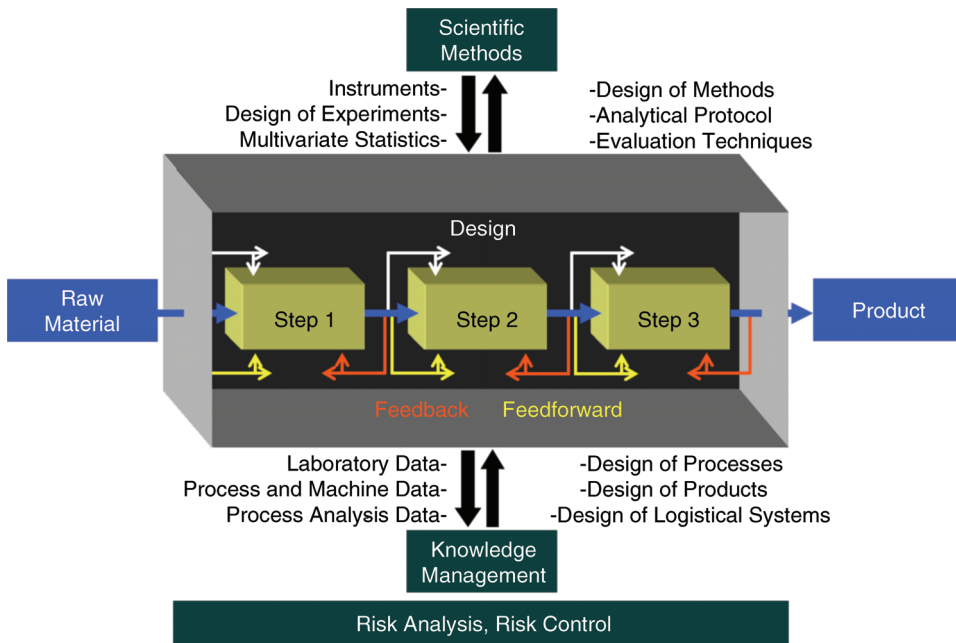 Scientific
Methods
Instruments-
Design of Experiments-
Multivariate Statistics-
-Design of Methods
-Analytical Protocol
-Evaluation Techniques
Design
Raw
Material
Step 1
Step 2
Step 3
Product
Feedback
Feedforward
Laboratory Data-
Process and Machine Data-
Process Analysis Data-
-Design of Processes
-Design of Products
-Design of Logistical Systems
Knowledge
Management
Risk Analysis, Risk Control